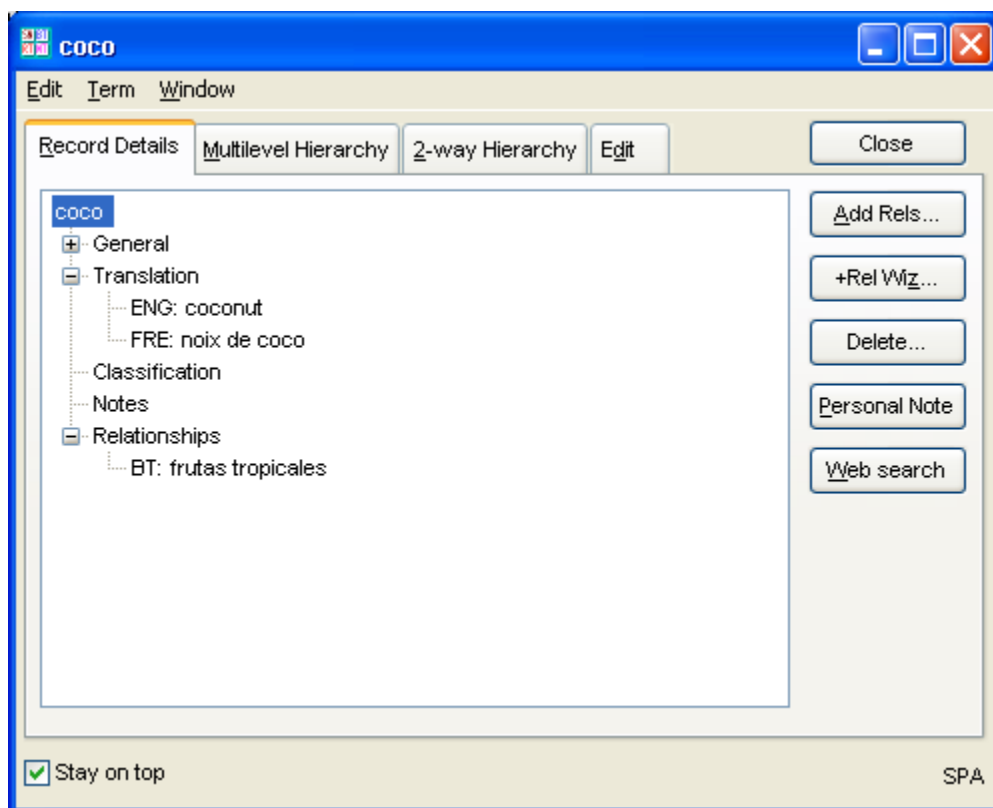 coco
Edit Term Window
Record Details Multilevel Hierarchy 2-way Hierarchy Edit Close
coco
General
Translation
ENG: coconut
FRE: noix de coco
Classification
Notes
Relationships
BT: frutas tropicales
Add Rels...
+Rel Wiz...
Delete...
Personal Note
Web search
Stay on top SPA